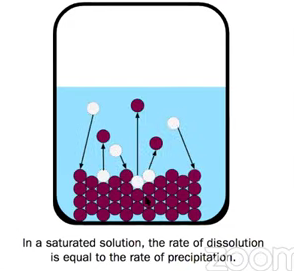 In a saturated solution, the rate of dissolution
is equal to the rate of precipitation.
zoom